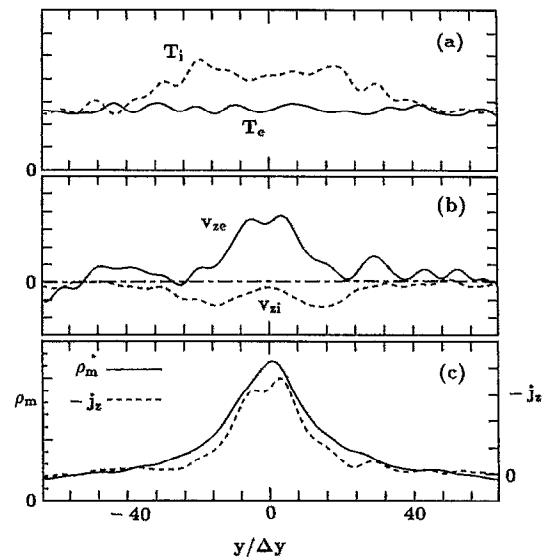 (a)
T_i
T_e
0
(b)
v_ze
0
v_zi
(c)
ρ_m
-j_z
ρ_m
-j_z
0
0
-40
0
40
y/Δy